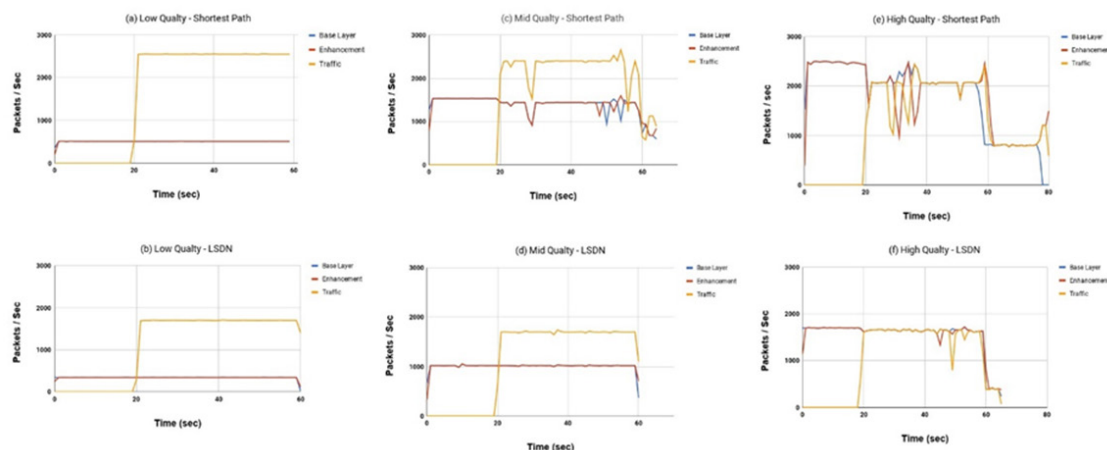 (a) Low Qualty - Shortest Path
3000
2000
1000
0
0
20
40
60
Packets / Sec
Time (sec)
Base Layer
Enhancement
Traffic
(c) Mid Qualty - Shortest Path
3000
2000
1000
0
0
20
40
60
80
Packets / Sec
Time (sec)
Base Layer
Enhancement
Traffic
(e) High Qualty - Shortest Path
3000
2000
1000
0
0
20
40
60
80
Packets / Sec
Time (sec)
Base Layer
Enhancement
Traffic
(b) Low Qualty - LSDN
3000
2000
1000
0
0
20
40
60
Packets / Sec
Time (sec)
Base Layer
Enhancement
Traffic
(d) Mid Qualty - LSDN
3000
2000
1000
0
0
20
40
60
80
Packets / Sec
Time (sec)
Base Layer
Enhancement
Traffic
(f) High Qualty - LSDN
3000
2000
1000
0
0
20
40
60
80
Packets / Sec
Time (sec)
Base Layer
Enhancement
Traffic